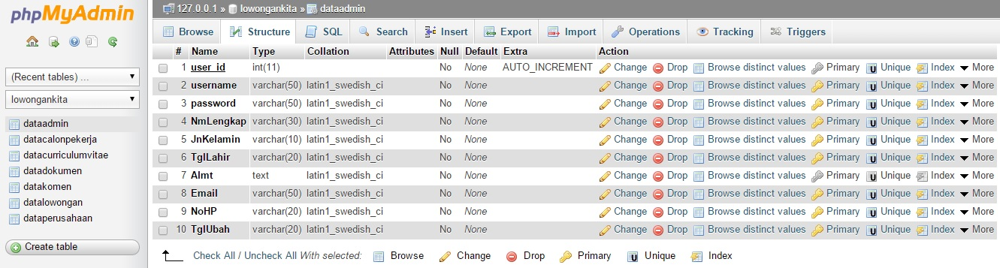 phpMyAdmin
(Recent tables) ...
lowongankita
dataadmin
datacalonpekerja
datacurriculumvitae
datadokumen
datakomen
datalowongan
dataperusahaan
Create table
127.0.0.1 » lowongankita » dataadmin
Browse Structure SQL Search Insert Export Import Operations Tracking Triggers
# Name Type Collation Attributes Null Default Extra Action
1 user_id int(11) No None AUTO_INCREMENT Change Drop Browse distinct values Primary Unique Index More
2 username varchar(50) latin1_swedish_ci No None Change Drop Browse distinct values Primary Unique Index More
3 password varchar(50) latin1_swedish_ci No None Change Drop Browse distinct values Primary Unique Index More
4 NmLengkap varchar(30) latin1_swedish_ci No None Change Drop Browse distinct values Primary Unique Index More
5 JnKelamin varchar(10) latin1_swedish_ci No None Change Drop Browse distinct values Primary Unique Index More
6 TglLahir varchar(20) latin1_swedish_ci No None Change Drop Browse distinct values Primary Unique Index More
7 Almt text latin1_swedish_ci No None Change Drop Browse distinct values Primary Unique Index More
8 Email varchar(50) latin1_swedish_ci No None Change Drop Browse distinct values Primary Unique Index More
9 NoHP varchar(20) latin1_swedish_ci No None Change Drop Browse distinct values Primary Unique Index More
10 TglUbah varchar(20) latin1_swedish_ci No None Change Drop Browse distinct values Primary Unique Index More
Check All / Uncheck All With selected: Browse Change Drop Primary Unique Index